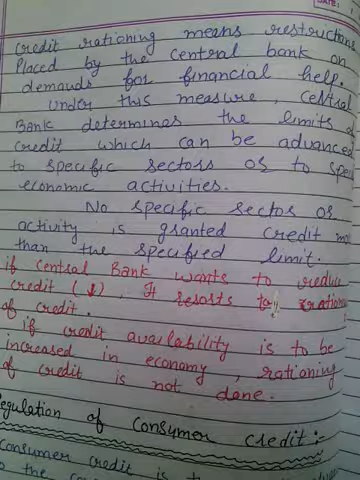 DATE:
credit rationing means restrictions
Placed by the central bank on
demands for financial help.
Under this measure, central
Bank determines the limits of
credit which can be advanced
to specific sectors or to
economic activities.
No specific sector or
activity is granted credit
than the specified limit.
if Central Bank wants to reduce
credit (↓), It resorts to rationing
of credit.
if credit availability is to be
increased in economy, rationing
of credit is not done.
Regulation of Consumer credit :-
Consumer credit is